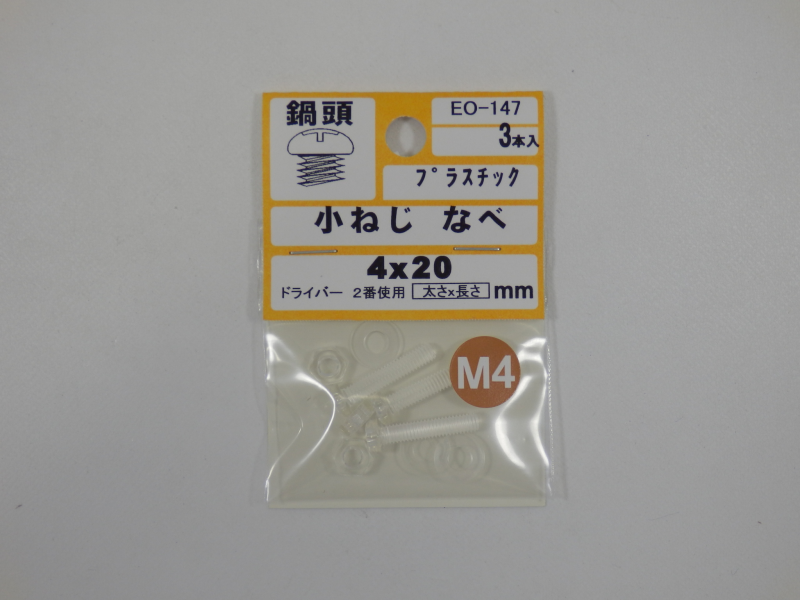 鍋頭
EO-147
3本入
プラスチック
小ねじ なべ
4x20
ドライバー 2番使用 太さx長さ mm
M4